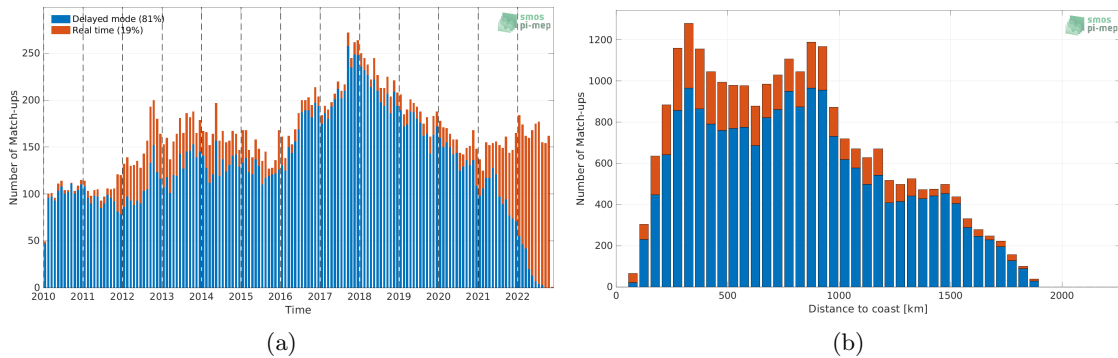 Delayed mode (81%)
Real time (19%)
smos
pi-mep
Number of Match-ups
250
200
150
100
50
0
2010 2011 2012 2013 2014 2015 2016 2017 2018 2019 2020 2021 2022
Time
(a)
smos
pi-mep
Number of Match-ups
1200
1000
800
600
400
200
0
0 500 1000 1500 2000
Distance to coast [km]
(b)